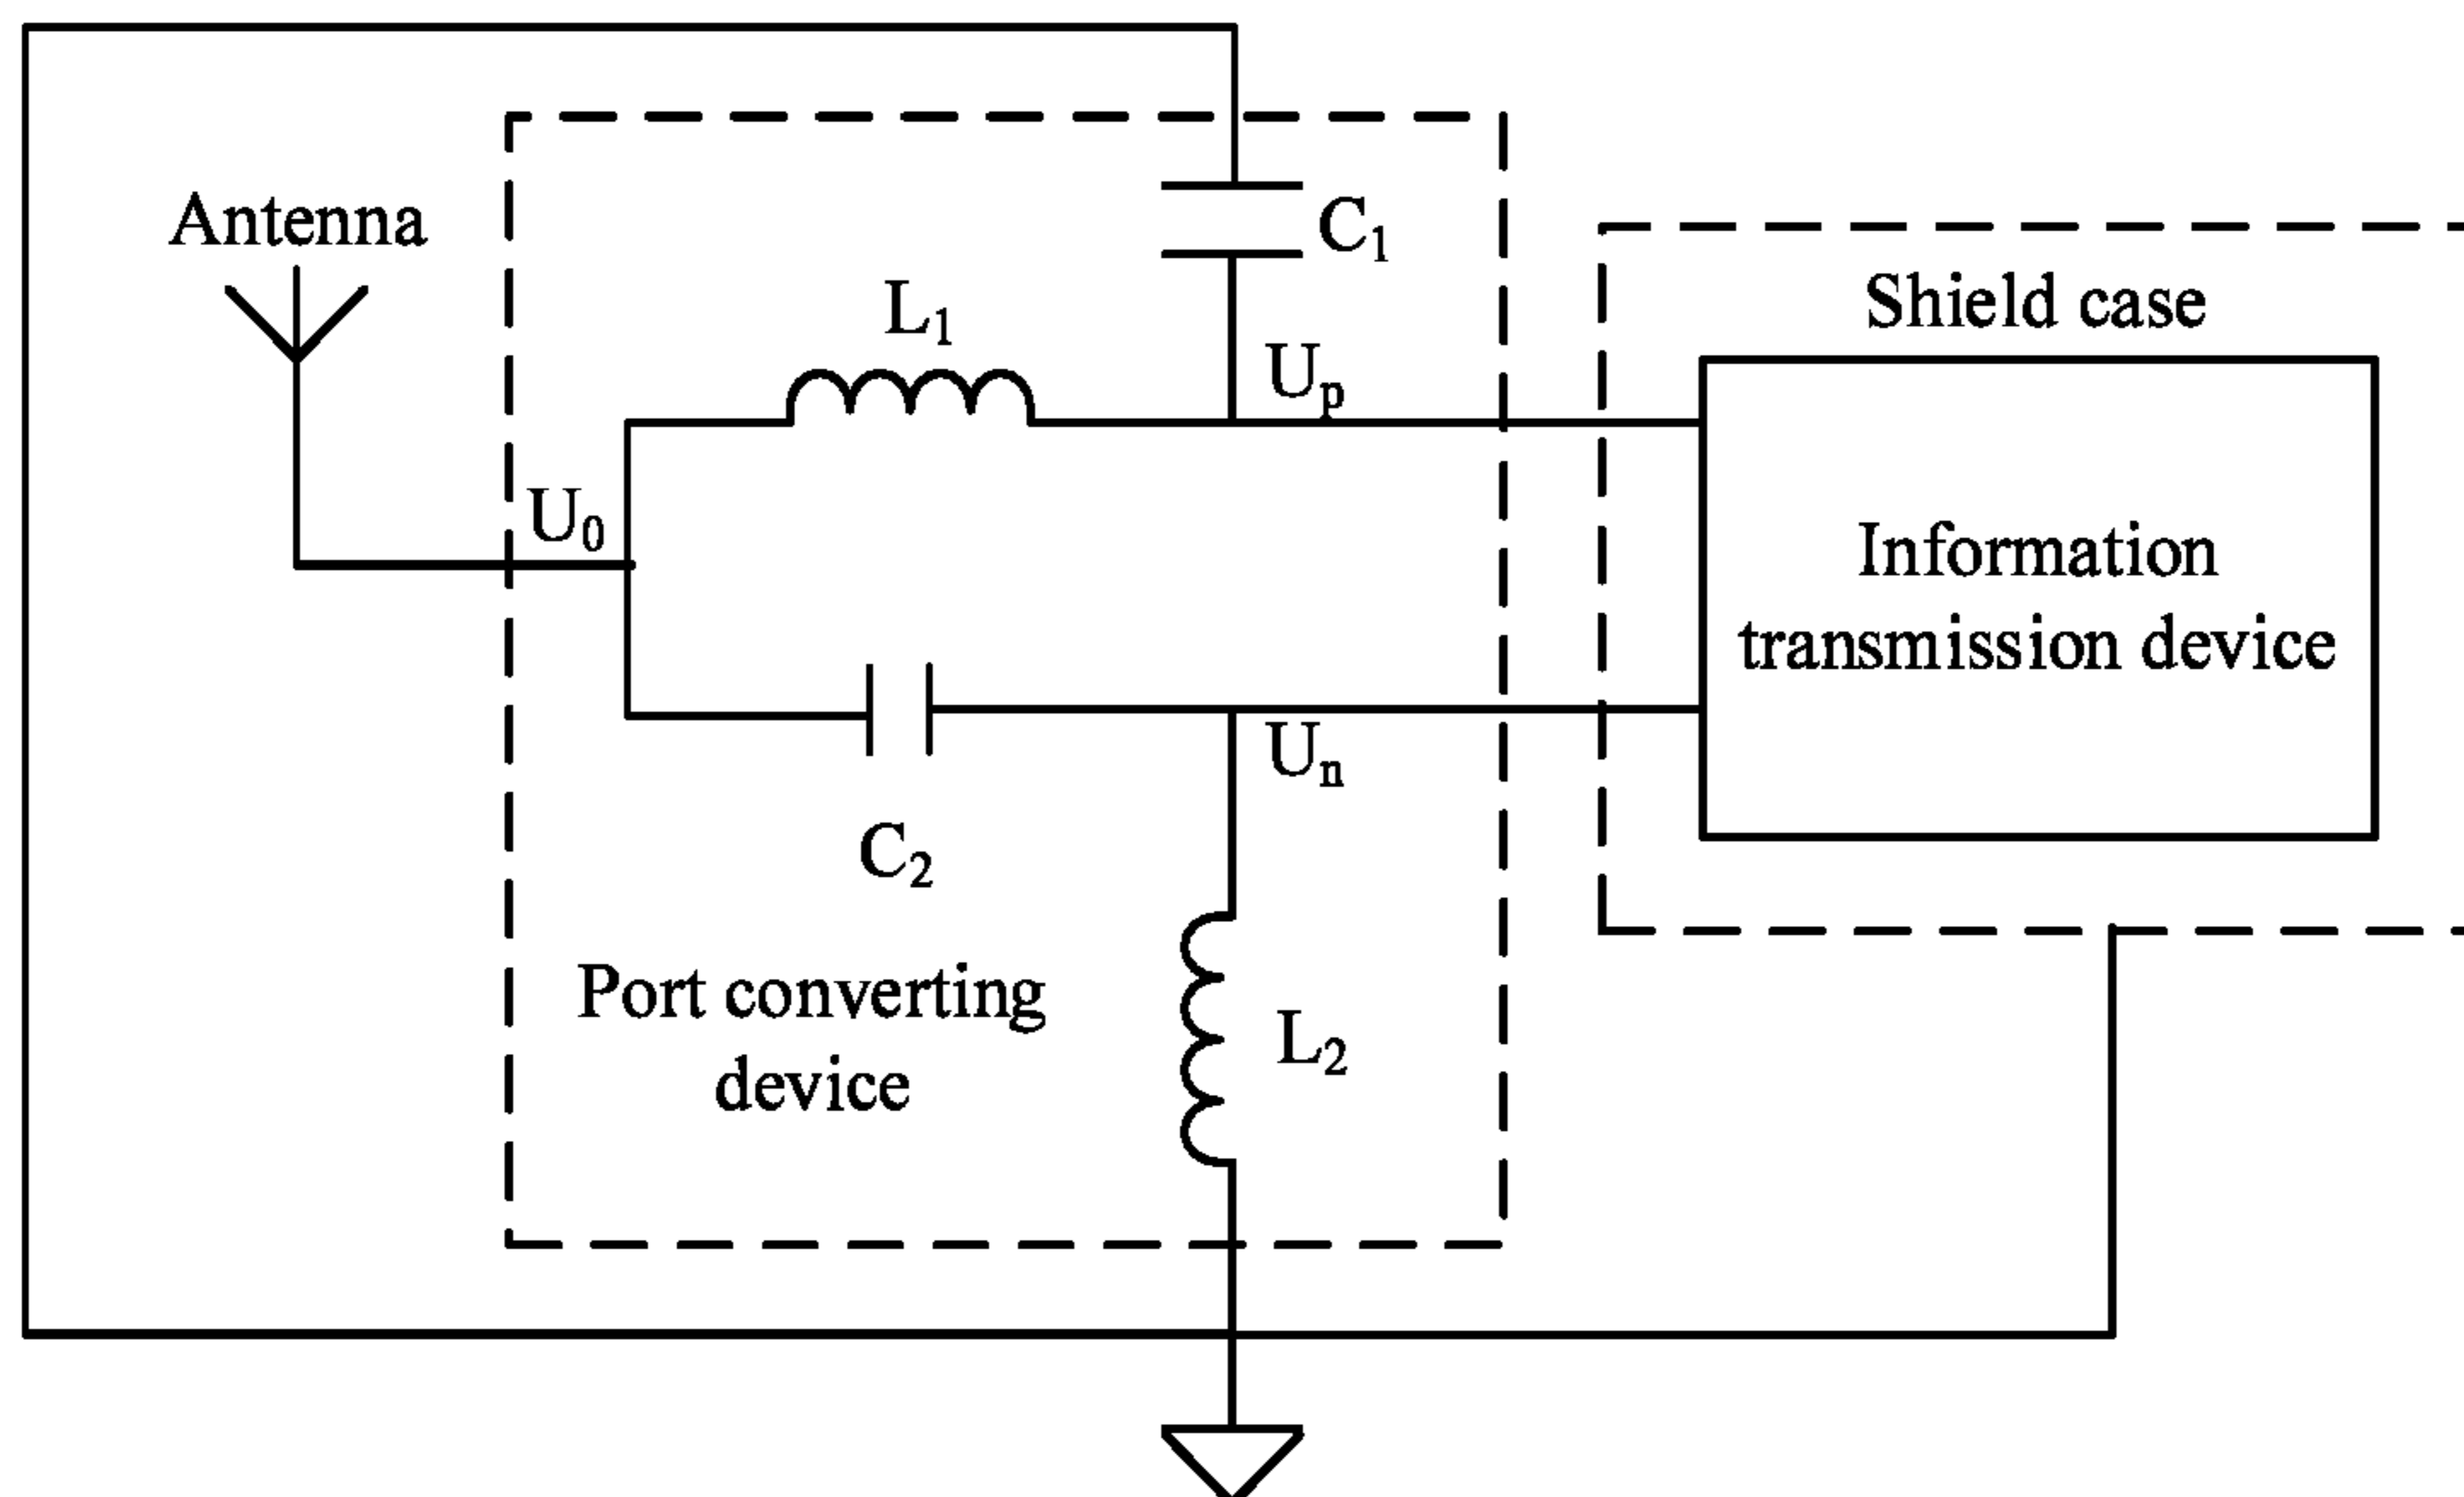 Antenna
C1
L1
Up
Shield case
U0
Information
transmission device
Un
C2
Port converting
device
L2